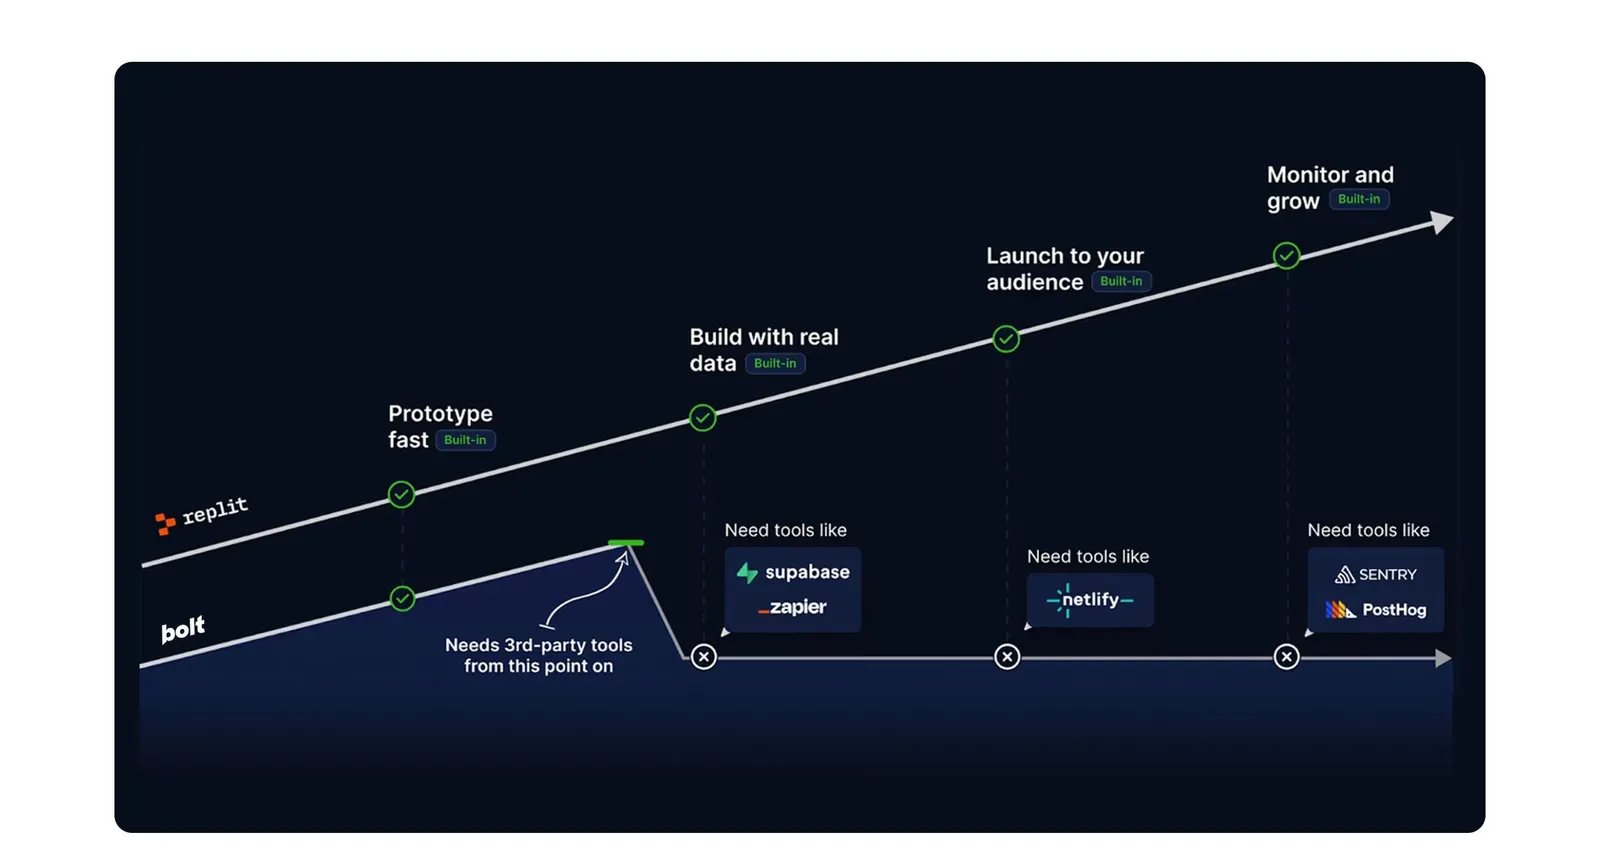 Monitor and
grow Built-in
Launch to your
audience Built-in
Build with real
data Built-in
Prototype
fast Built-in
replit
bolt
Needs 3rd-party tools
from this point on
Need tools like
supabase
zapier
Need tools like
netlify
Need tools like
SENTRY
PostHog